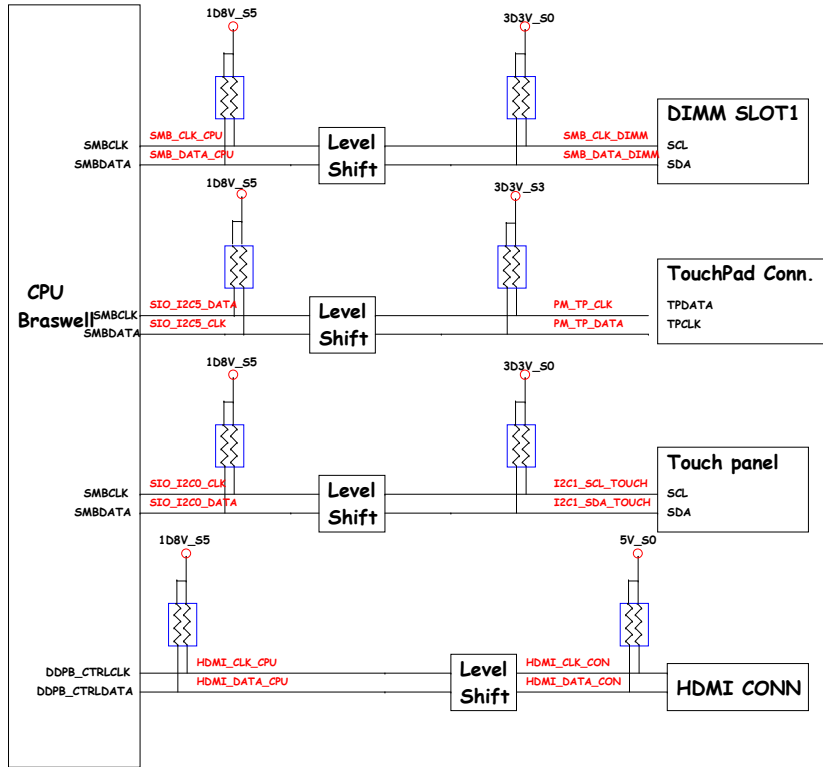 1D8V_S5
3D3V_S0
DIMM SLOT1
SMBCLK
SMB_CLK_CPU
Level
Shift
SMB_CLK_DIMM
SCL
SMBDATA
SMB_DATA_CPU
SMB_DATA_DIMM
SDA
1D8V_S5
3D3V_S3
CPU
Braswell
TouchPad Conn.
SMBCLK
SIO_I2C5_DATA
Level
Shift
PM_TP_CLK
TPDATA
SMBDATA
SIO_I2C5_CLK
PM_TP_DATA
TPCLK
1D8V_S5
3D3V_S0
Touch panel
SMBCLK
SIO_I2C0_CLK
Level
Shift
I2C1_SCL_TOUCH
SCL
SMBDATA
SIO_I2C0_DATA
I2C1_SDA_TOUCH
SDA
1D8V_S5
5V_S0
DDPB_CTRLCLK
HDMI_CLK_CPU
Level
Shift
HDMI_CLK_CON
DDPB_CTRLDATA
HDMI_DATA_CPU
HDMI_DATA_CON
HDMI CONN